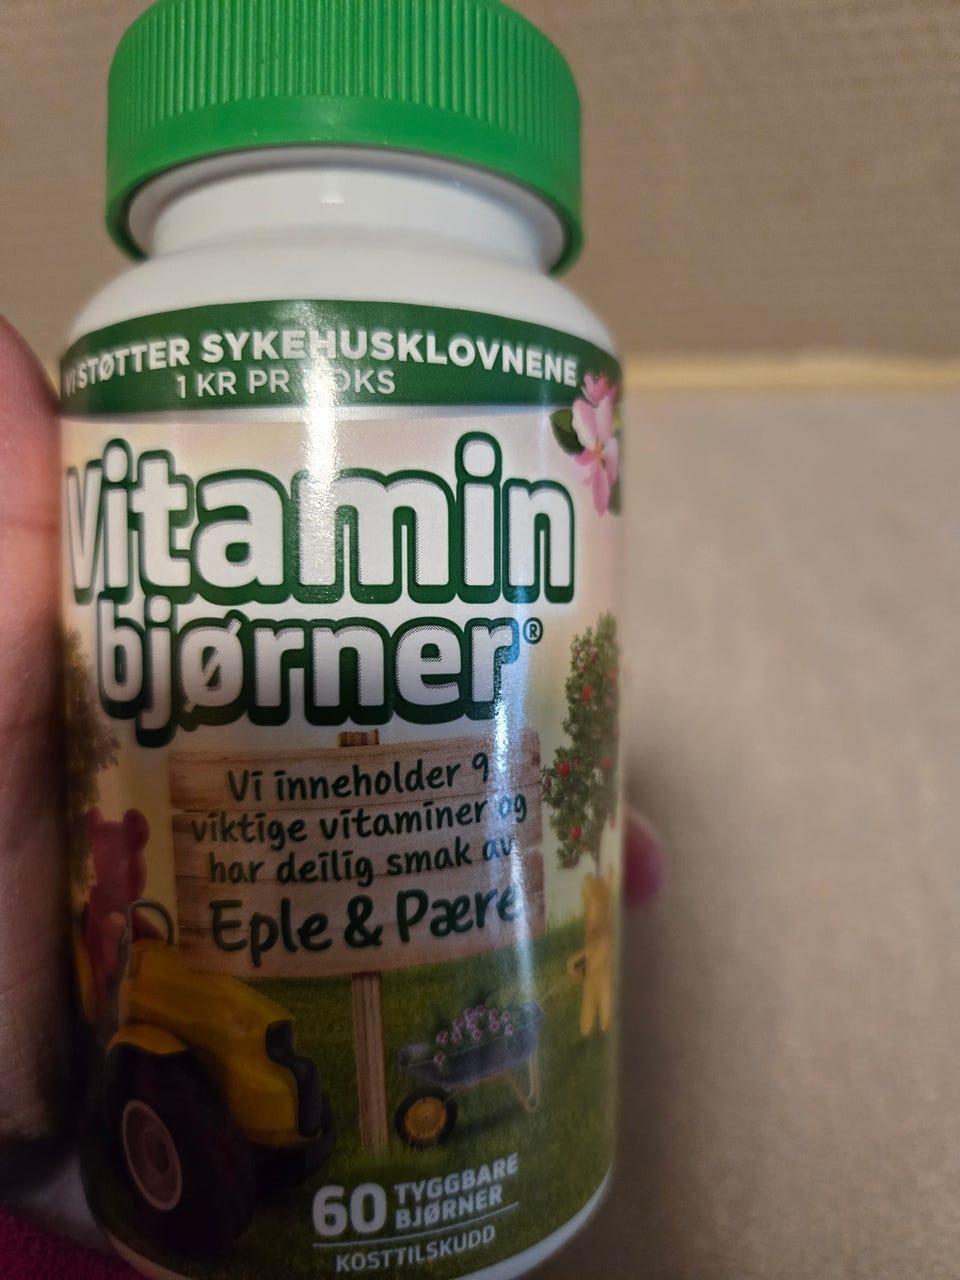 VI STØTTER SYKEHUSKLOVNENE
1 KR PR BOKS
Vitamin
bjørner®
Vi inneholder 9
viktige vitaminer og
har deilig smak av
Eple & Pære
60 TYGGBARE
BJØRNER
KOSTTILSKUDD